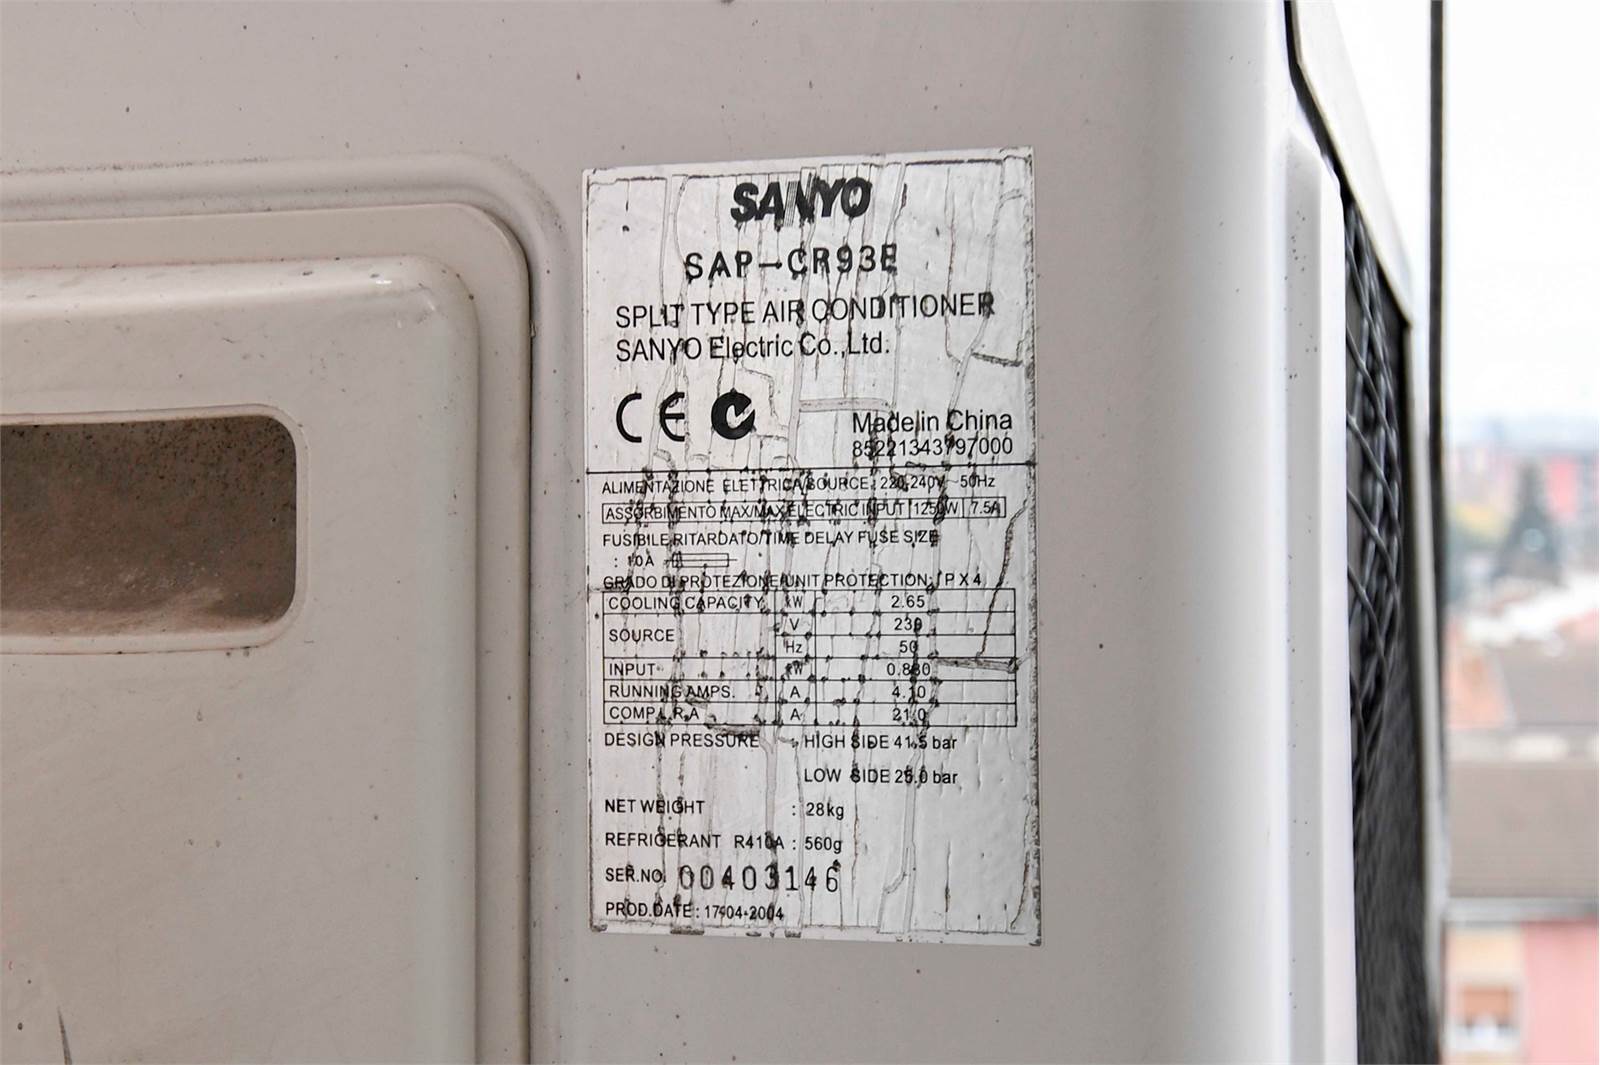 SANYO
SAP-CR93E
SPLIT TYPE AIR CONDITIONER
SANYO Electric Co.,Ltd.
CE
Made in China
85221343797000
ALIMENTAZIONE ELETTRICA/SOURCE : 220-240V~50Hz
ASSORBIMENTO MAX/MAX ELECTRIC INPUT 1250W 7.5A
FUSIBILE RITARDATO/TIME DELAY FUSE SIZE
: 10A
GRADO DI PROTEZIONE/UNIT PROTECTION: IPX4
COOLING CAPACITY kW 2.65
SOURCE V 230
Hz 50
INPUT kW 0.880
RUNNING AMPS. A 4.10
COMP L.R.A A 21.0
DESIGN PRESSURE : HIGH SIDE 41.5 bar
LOW SIDE 25.0 bar
NET WEIGHT : 28kg
REFRIGERANT R410A : 560g
SER.NO. 00403146
PROD.DATE: 17-04-2004